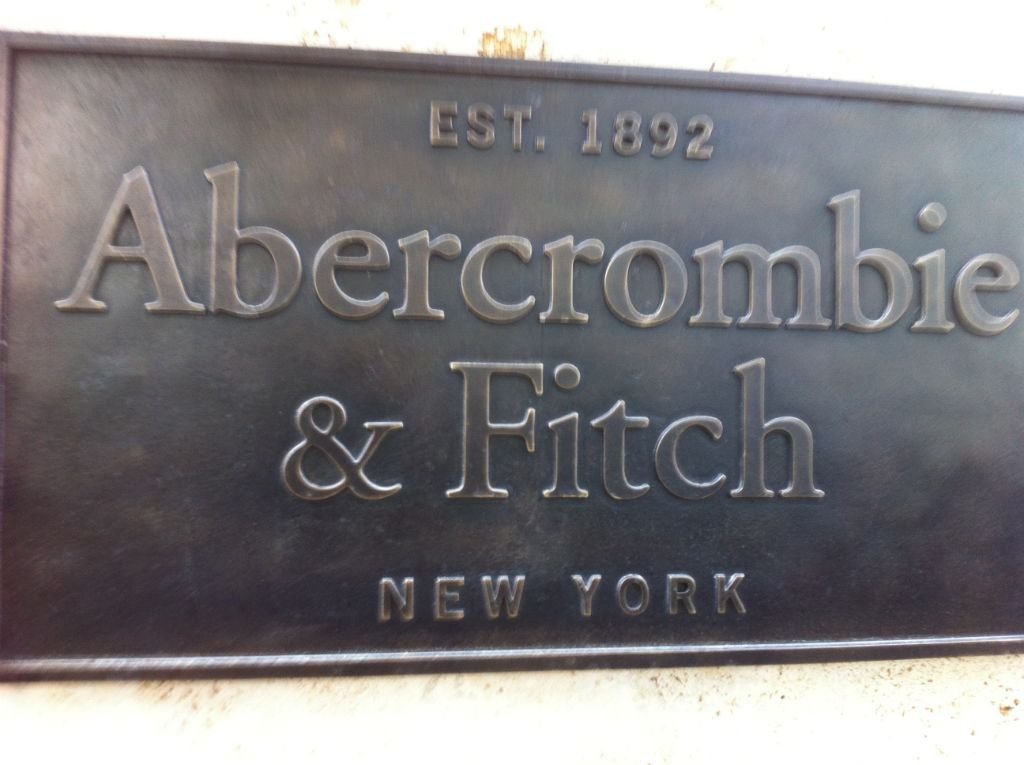 EST. 1892
Abercrombie
& Fitch
NEW YORK